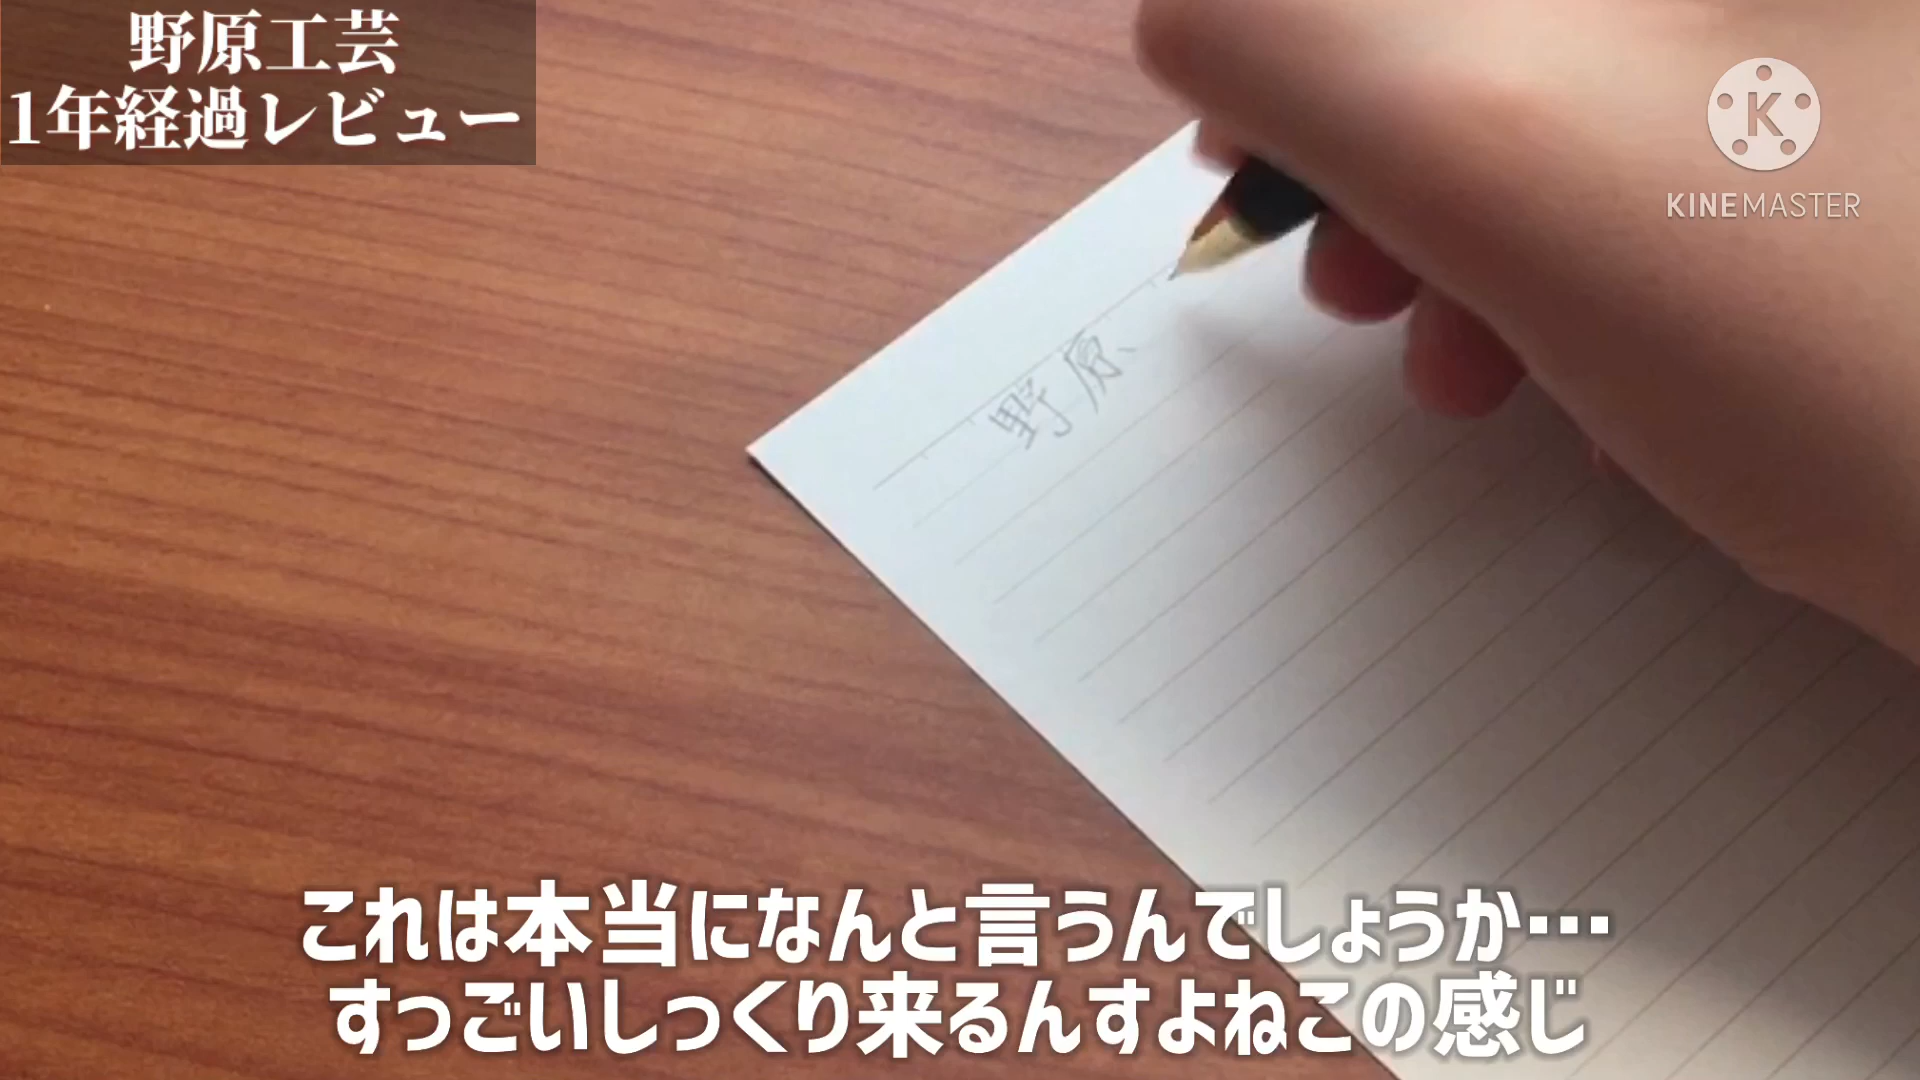 野原工芸
1年経過レビュー
K
KINEMASTER
野原、
これは本当になんと言うんでしょうか…
すっごいしっくり来るんすよねこの感じ